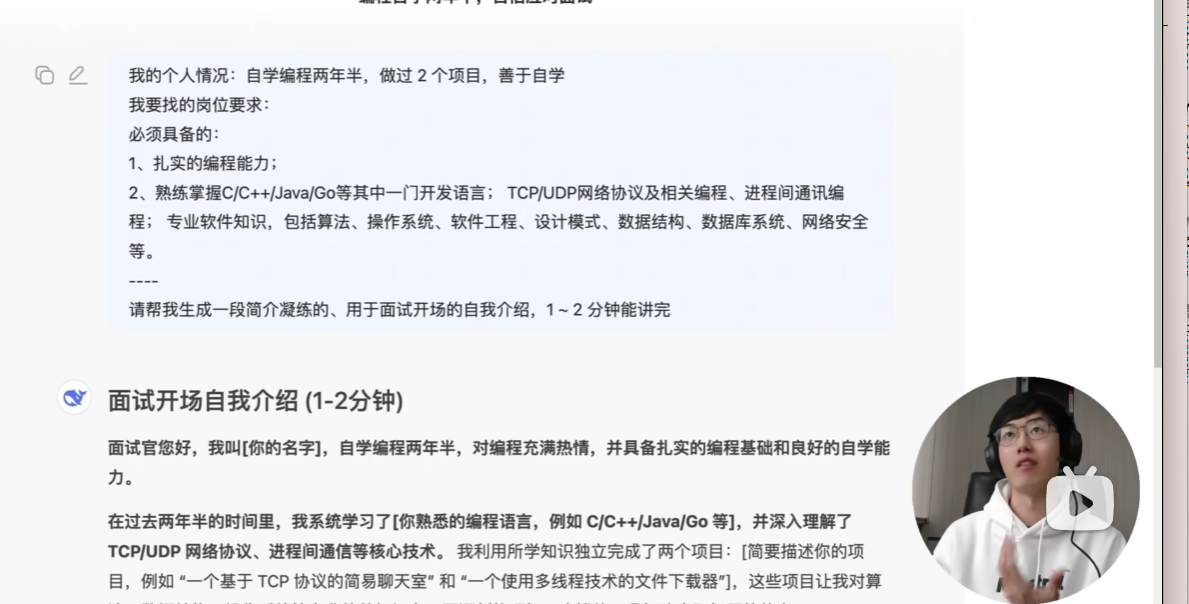 我的个人情况：自学编程两年半，做过 2 个项目，善于自学
我要找的岗位要求：
必须具备的：
1、扎实的编程能力；
2、熟练掌握C/C++/Java/Go等其中一门开发语言； TCP/UDP网络协议及相关编程、进程间通讯编
程； 专业软件知识，包括算法、操作系统、软件工程、设计模式、数据结构、数据库系统、网络安全
等。
----
请帮我生成一段简介凝练的、用于面试开场的自我介绍，1 ~ 2 分钟能讲完
面试开场自我介绍 (1-2分钟)
面试官您好，我叫[你的名字]，自学编程两年半，对编程充满热情，并具备扎实的编程基础和良好的自学能
力。
在过去两年半的时间里，我系统学习了[你熟悉的编程语言，例如 C/C++/Java/Go 等]，并深入理解了
TCP/UDP 网络协议、进程间通信等核心技术。 我利用所学知识独立完成了两个项目：[简要描述你的项
目，例如 “一个基于 TCP 协议的简易聊天室” 和 “一个使用多线程技术的文件下载器”]，这些项目让我对算